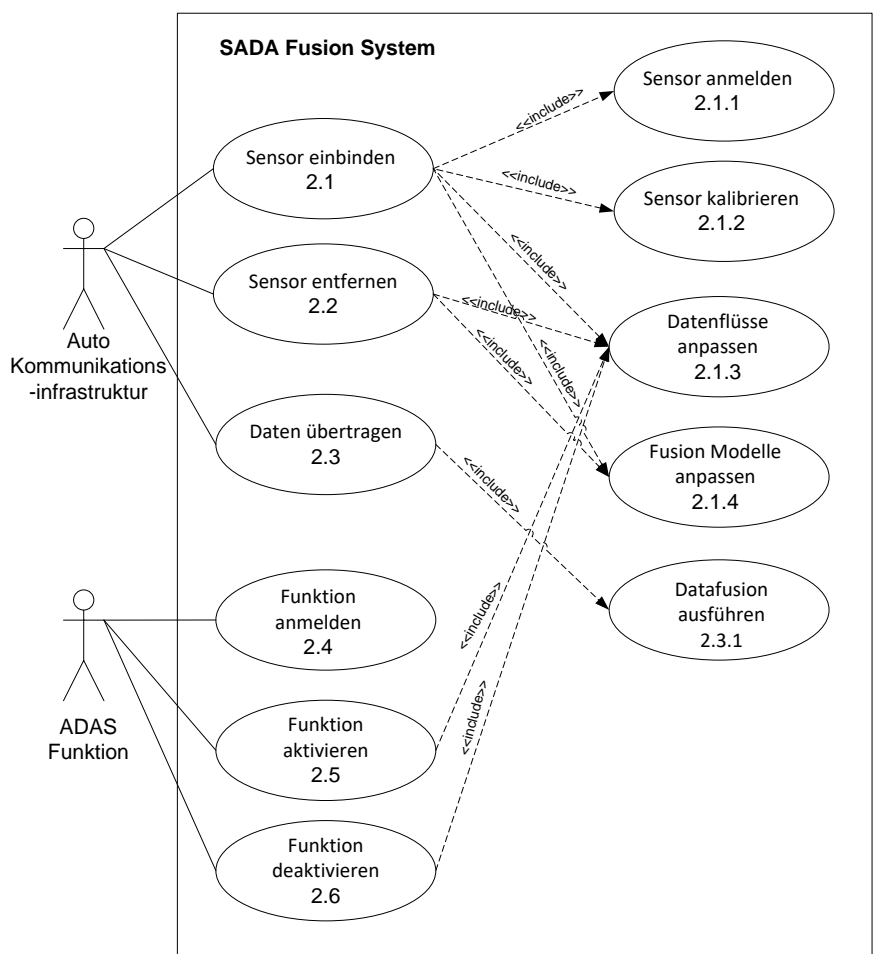 SADA Fusion System
Sensor anmelden
2.1.1
<<include>>
Sensor einbinden
2.1
<<include>>
Sensor kalibrieren
2.1.2
<<include>>
Sensor entfernen
2.2
<<include>>
Auto
Kommunikations
-infrastruktur
Datenflüsse
anpassen
2.1.3
<<include>>
<<include>>
Daten übertragen
2.3
<<include>>
Fusion Modelle
anpassen
2.1.4
Funktion
anmelden
2.4
Datafusion
ausführen
2.3.1
<<include>>
ADAS
Funktion
Funktion
aktivieren
2.5
<<include>>
Funktion
deaktivieren
2.6